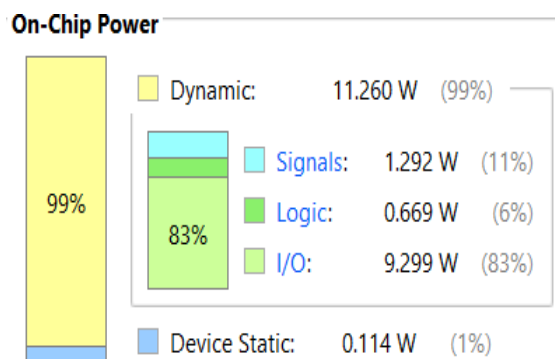 On-Chip Power
Dynamic: 11.260 W (99%)
99%
83%
Signals: 1.292 W (11%)
Logic: 0.669 W (6%)
I/O: 9.299 W (83%)
Device Static: 0.114 W (1%)